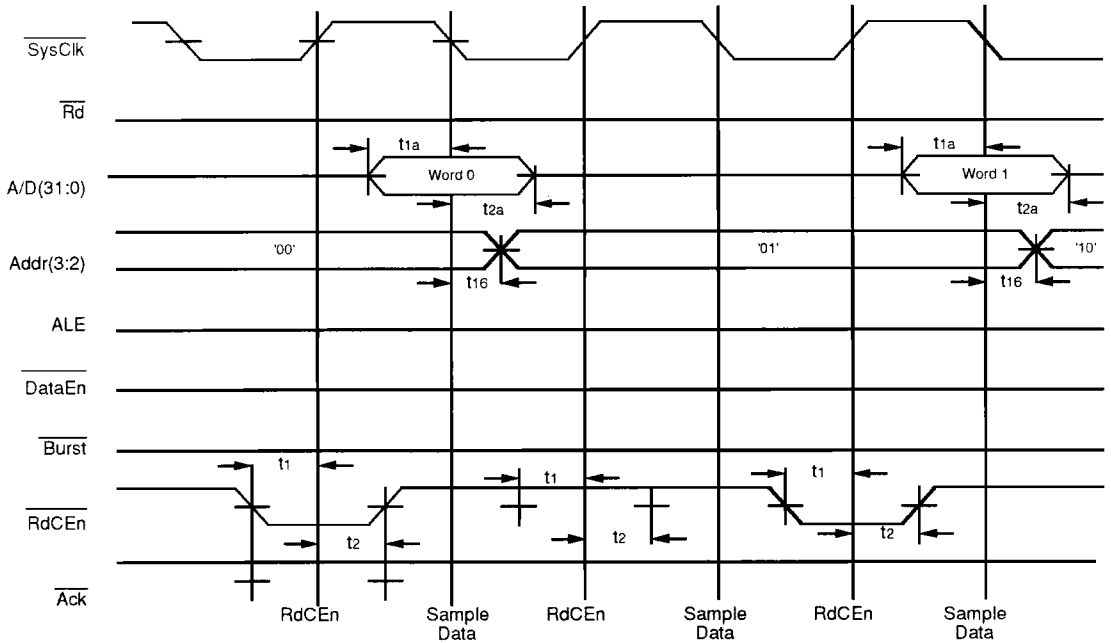 SysClk
Rd
t1a
t1a
A/D(31:0)
Word 0
Word 1
t2a
t2a
Addr(3:2)
'00'
'01'
'10'
t16
t16
ALE
DataEn
Burst
t1
t1
t1
RdCEn
t2
t2
t2
Ack
RdCEn
Sample
Data
RdCEn
Sample
Data
RdCEn
Sample
Data